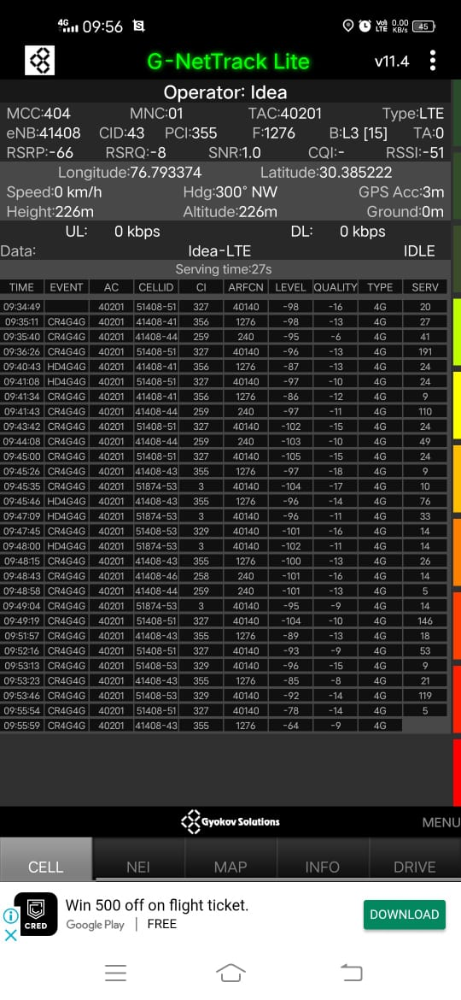 4G 09:56 Vo) LTE 0.00 KB/s 45
G-NetTrack Lite v11.4
Operator: Idea
MCC:404 MNC:01 TAC:40201 Type:LTE
eNB:41408 CID:43 PCI:355 F:1276 B:L3 [15] TA:0
RSRP:-66 RSRQ:-8 SNR:1.0 CQI:- RSSI:-51
Longitude:76.793374 Latitude:30.385222
Speed:0 km/h Hdg:300° NW GPS Acc:3m
Height:226m Altitude:226m Ground:0m
UL: 0 kbps DL: 0 kbps
Data: Idea-LTE IDLE
Serving time:27s
TIME EVENT AC CELLID CI ARFCN LEVEL QUALITY TYPE SERV
09:34:49 40201 51408-51 327 40140 -98 -16 4G 20
09:35:11 CR4G4G 40201 41408-41 356 1276 -98 -13 4G 27
09:35:40 CR4G4G 40201 41408-44 259 240 -95 -6 4G 41
09:36:26 CR4G4G 40201 51408-51 327 40140 -96 -13 4G 191
09:40:43 HD4G4G 40201 41408-41 356 1276 -87 -13 4G 24
09:41:08 HD4G4G 40201 51408-51 327 40140 -97 -10 4G 24
09:41:34 CR4G4G 40201 41408-41 356 1276 -86 -12 4G 9
09:41:43 CR4G4G 40201 41408-44 259 240 -97 -11 4G 110
09:43:42 CR4G4G 40201 51408-51 327 40140 -102 -15 4G 24
09:44:08 CR4G4G 40201 41408-44 259 240 -103 -10 4G 49
09:45:00 CR4G4G 40201 51408-51 327 40140 -105 -15 4G 24
09:45:26 CR4G4G 40201 41408-43 355 1276 -97 -18 4G 9
09:45:35 CR4G4G 40201 51874-53 3 40140 -104 -17 4G 10
09:45:46 HD4G4G 40201 41408-43 355 1276 -96 -14 4G 76
09:47:09 HD4G4G 40201 51874-53 3 40140 -96 -11 4G 33
09:47:45 CR4G4G 40201 51408-53 329 40140 -101 -16 4G 14
09:48:00 HD4G4G 40201 51874-53 3 40140 -102 -11 4G 14
09:48:15 CR4G4G 40201 41408-43 355 1276 -100 -13 4G 26
09:48:43 CR4G4G 40201 41408-46 258 240 -101 -16 4G 14
09:48:58 CR4G4G 40201 41408-44 259 240 -101 -13 4G 5
09:49:04 CR4G4G 40201 51874-53 3 40140 -95 -9 4G 14
09:49:19 CR4G4G 40201 51408-51 327 40140 -104 -10 4G 146
09:51:57 CR4G4G 40201 41408-43 355 1276 -89 -13 4G 18
09:52:16 CR4G4G 40201 51408-51 327 40140 -93 -9 4G 53
09:53:13 CR4G4G 40201 51408-53 329 40140 -96 -15 4G 9
09:53:23 CR4G4G 40201 41408-43 355 1276 -85 -8 4G 21
09:53:46 CR4G4G 40201 51408-53 329 40140 -92 -14 4G 119
09:55:54 CR4G4G 40201 51408-51 327 40140 -78 -14 4G 5
09:55:59 CR4G4G 40201 41408-43 355 1276 -64 -9 4G
Gyokov Solutions MENU
CELL NEI MAP INFO DRIVE
CRED Win 500 off on flight ticket.
Google Play | FREE DOWNLOAD